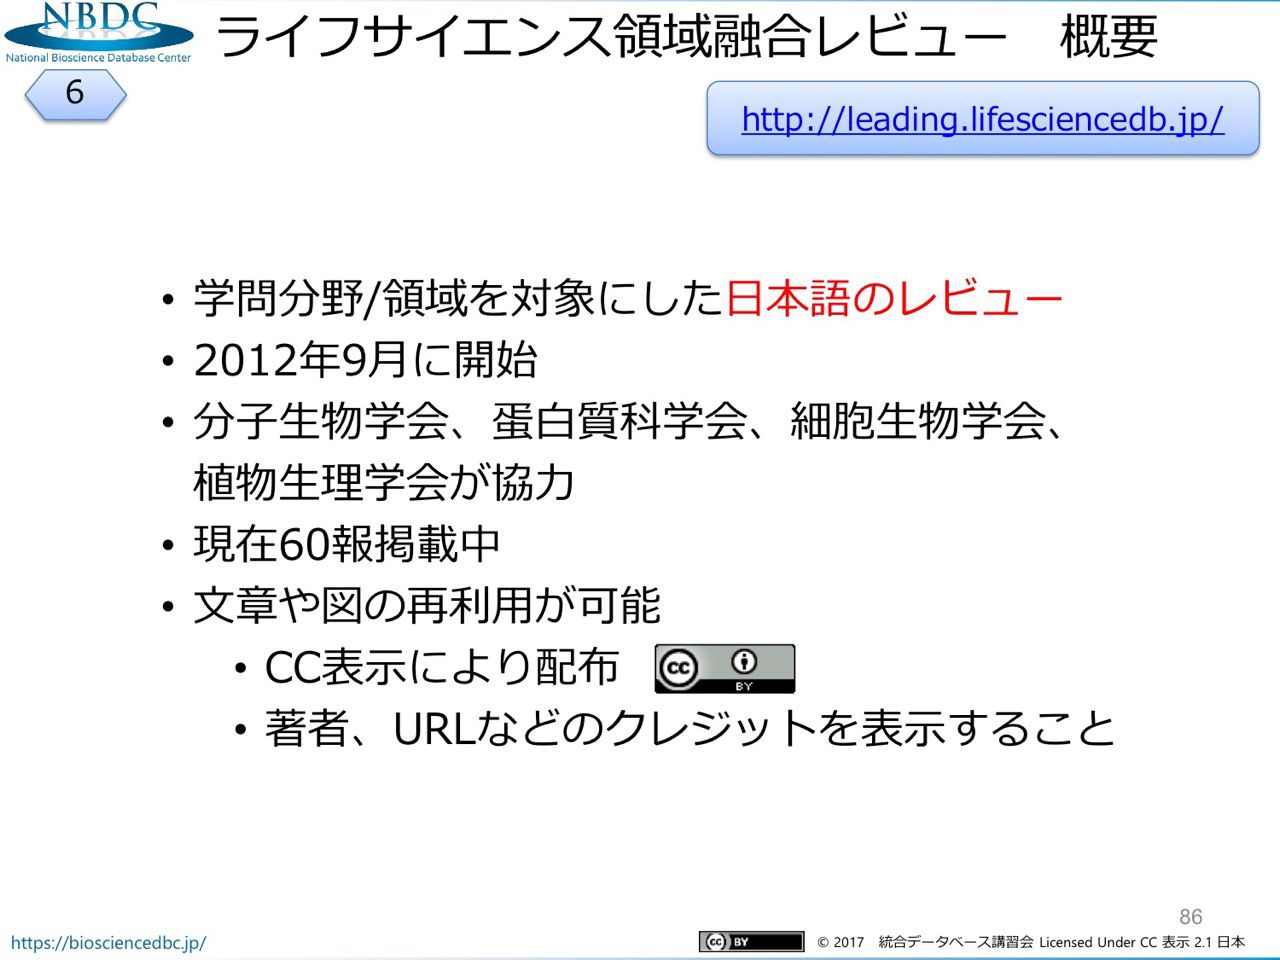 NBDC
National Bioscience Database Center
ライフサイエンス領域融合レビュー　概要
6
http://leading.lifesciencedb.jp/
• 学問分野/領域を対象にした日本語のレビュー
• 2012年9月に開始
• 分子生物学会、蛋白質科学会、細胞生物学会、
植物生理学会が協力
• 現在60報掲載中
• 文章や図の再利用が可能
• CC表示により配布 cc BY
• 著者、URLなどのクレジットを表示すること
86
https://biosciencedbc.jp/
cc BY © 2017　統合データベース講習会 Licensed Under CC 表示 2.1 日本